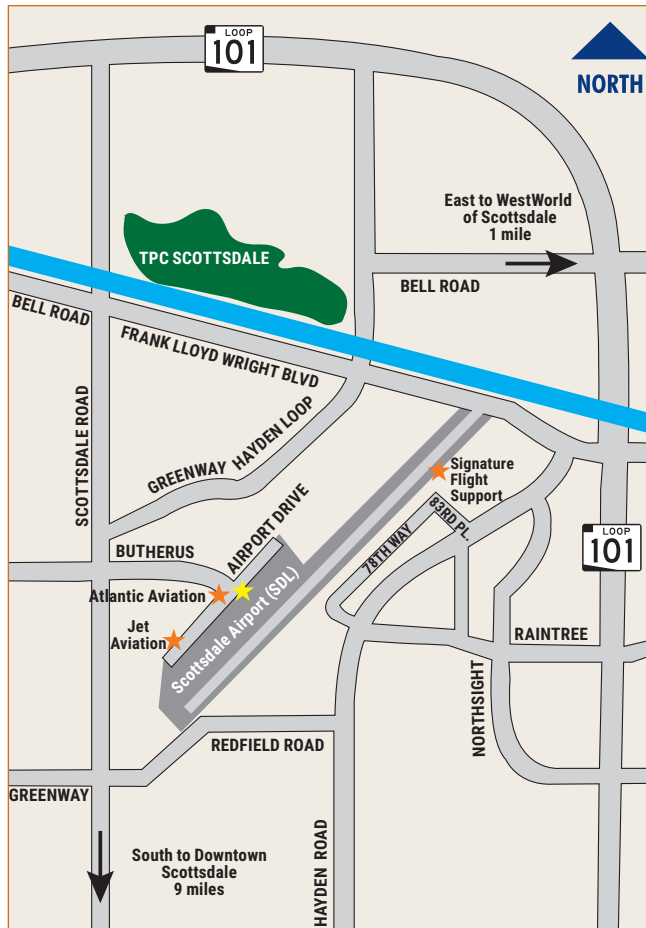 LOOP
101
NORTH
East to WestWorld
of Scottsdale
1 mile
TPC SCOTTSDALE
BELL ROAD
BELL ROAD
FRANK LLOYD WRIGHT BLVD
SCOTTSDALE ROAD
GREENWAY HAYDEN LOOP
Signature
Flight
Support
83RD PL.
78TH WAY
AIRPORT DRIVE
BUTHERUS
LOOP
101
Atlantic Aviation
Jet
Aviation
Scottsdale Airport (SDL)
RAINTREE
NORTHSIGHT
REDFIELD ROAD
GREENWAY
HAYDEN ROAD
South to Downtown
Scottsdale
9 miles